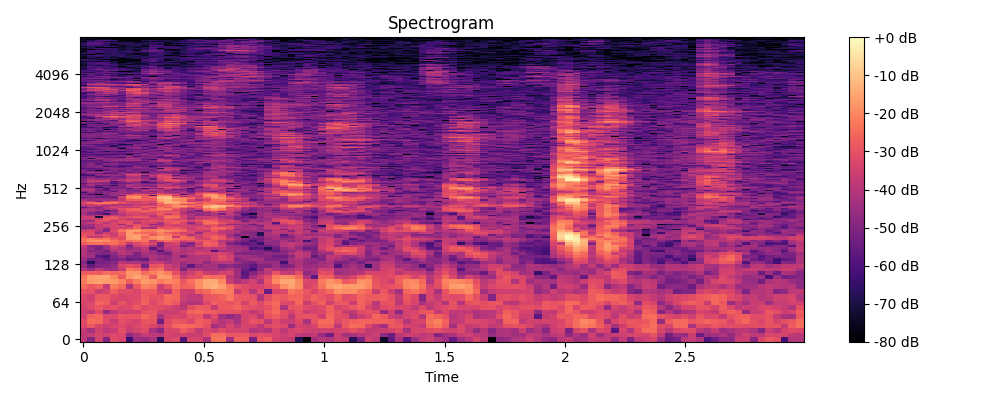 Spectrogram
Hz
4096
2048
1024
512
256
128
64
0
0
0.5
1
1.5
2
2.5
Time
+0 dB
-10 dB
-20 dB
-30 dB
-40 dB
-50 dB
-60 dB
-70 dB
-80 dB